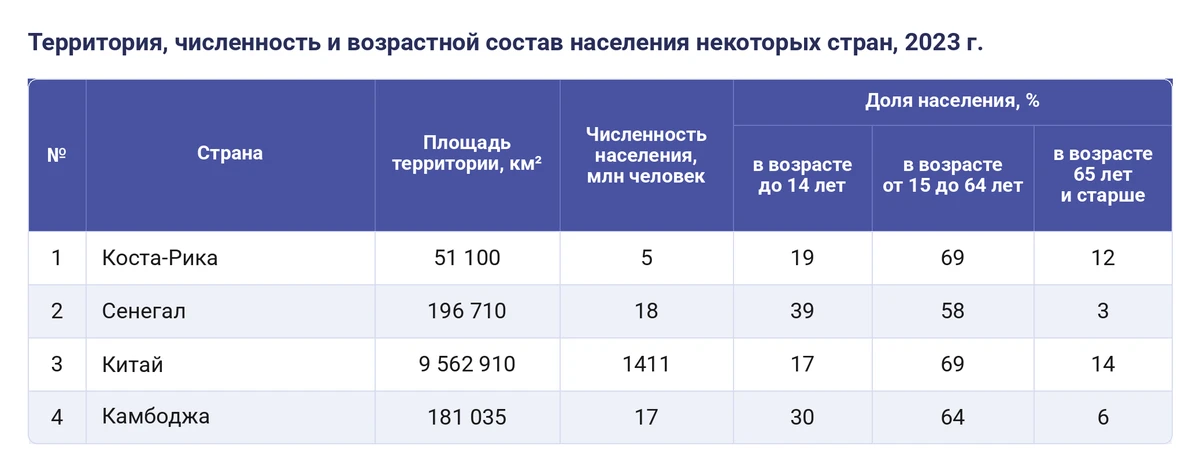 Территория, численность и возрастной состав населения некоторых стран, 2023 г.
№
Страна
Площадь
территории, км²
Численность
населения,
млн человек
Доля населения, %
в возрасте
до 14 лет
в возрасте
от 15 до 64 лет
в возрасте
65 лет
и старше
1 Коста-Рика 51 100 5 19 69 12
2 Сенегал 196 710 18 39 58 3
3 Китай 9 562 910 1411 17 69 14
4 Камбоджа 181 035 17 30 64 6